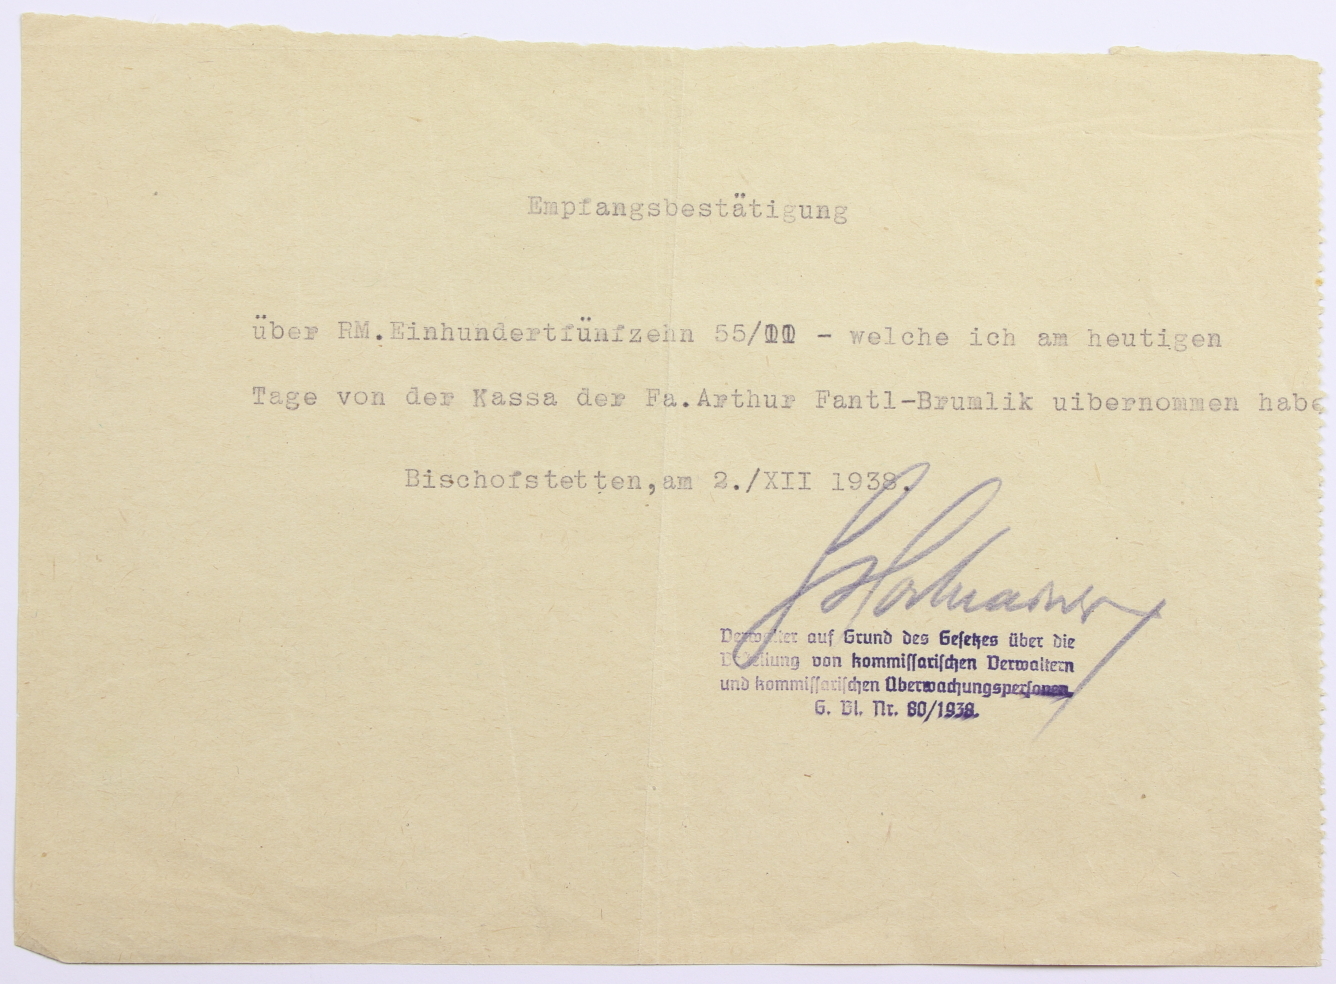 Empfangsbestätigung
über RM.Einhundertfünfzehn 55/00 - welche ich am heutigen
Tage von der Kassa der Fa.Arthur Fantl-Brumlik uibernommen habe
Bischofstetten,am 2./XII 1938.
Verwalter auf Grund des Gesetzes über die
Bestellung von kommissarischen Verwaltern
und kommissarischen Überwachungspersonen
G. Bl. Nr. 80/1938.